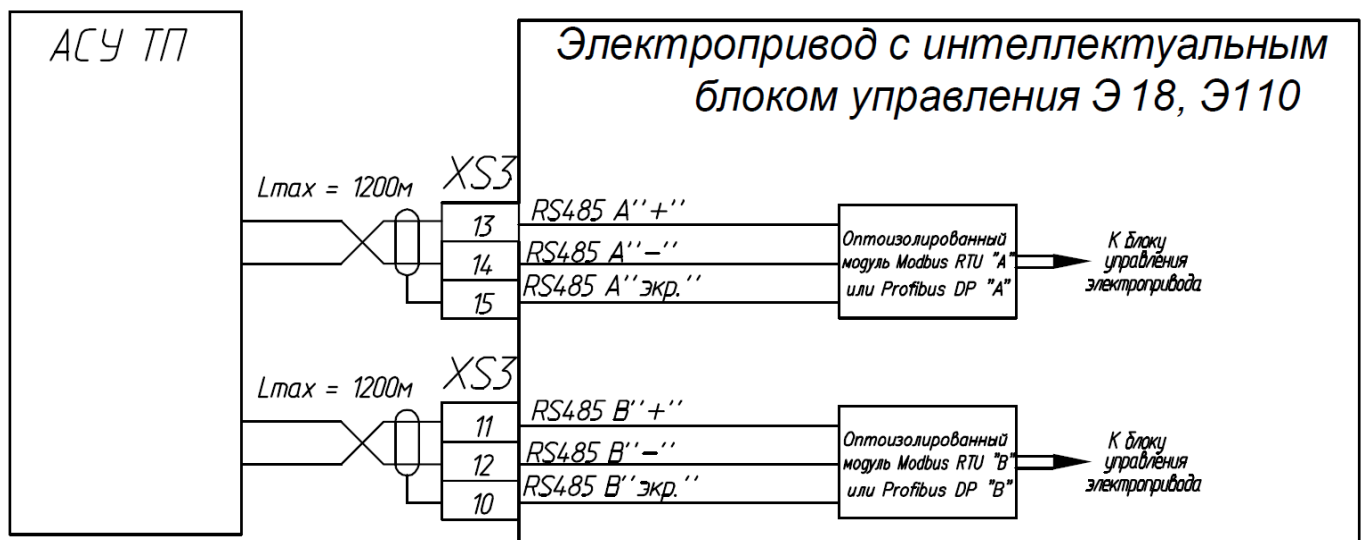 АСУ ТП
Электропривод с интеллектуальным
блоком управления Э 18, Э110
Lmax = 1200м
XS3
13
RS485 A''+''
14
RS485 A''–''
15
RS485 A''экр.''
Оптоизолированный
модуль Modbus RTU "A"
или Profibus DP "A"
К блоку
управления
электропривода
Lmax = 1200м
XS3
11
RS485 B''+''
12
RS485 B''–''
10
RS485 B''экр.''
Оптоизолированный
модуль Modbus RTU "B"
или Profibus DP "B"
К блоку
управления
электропривода